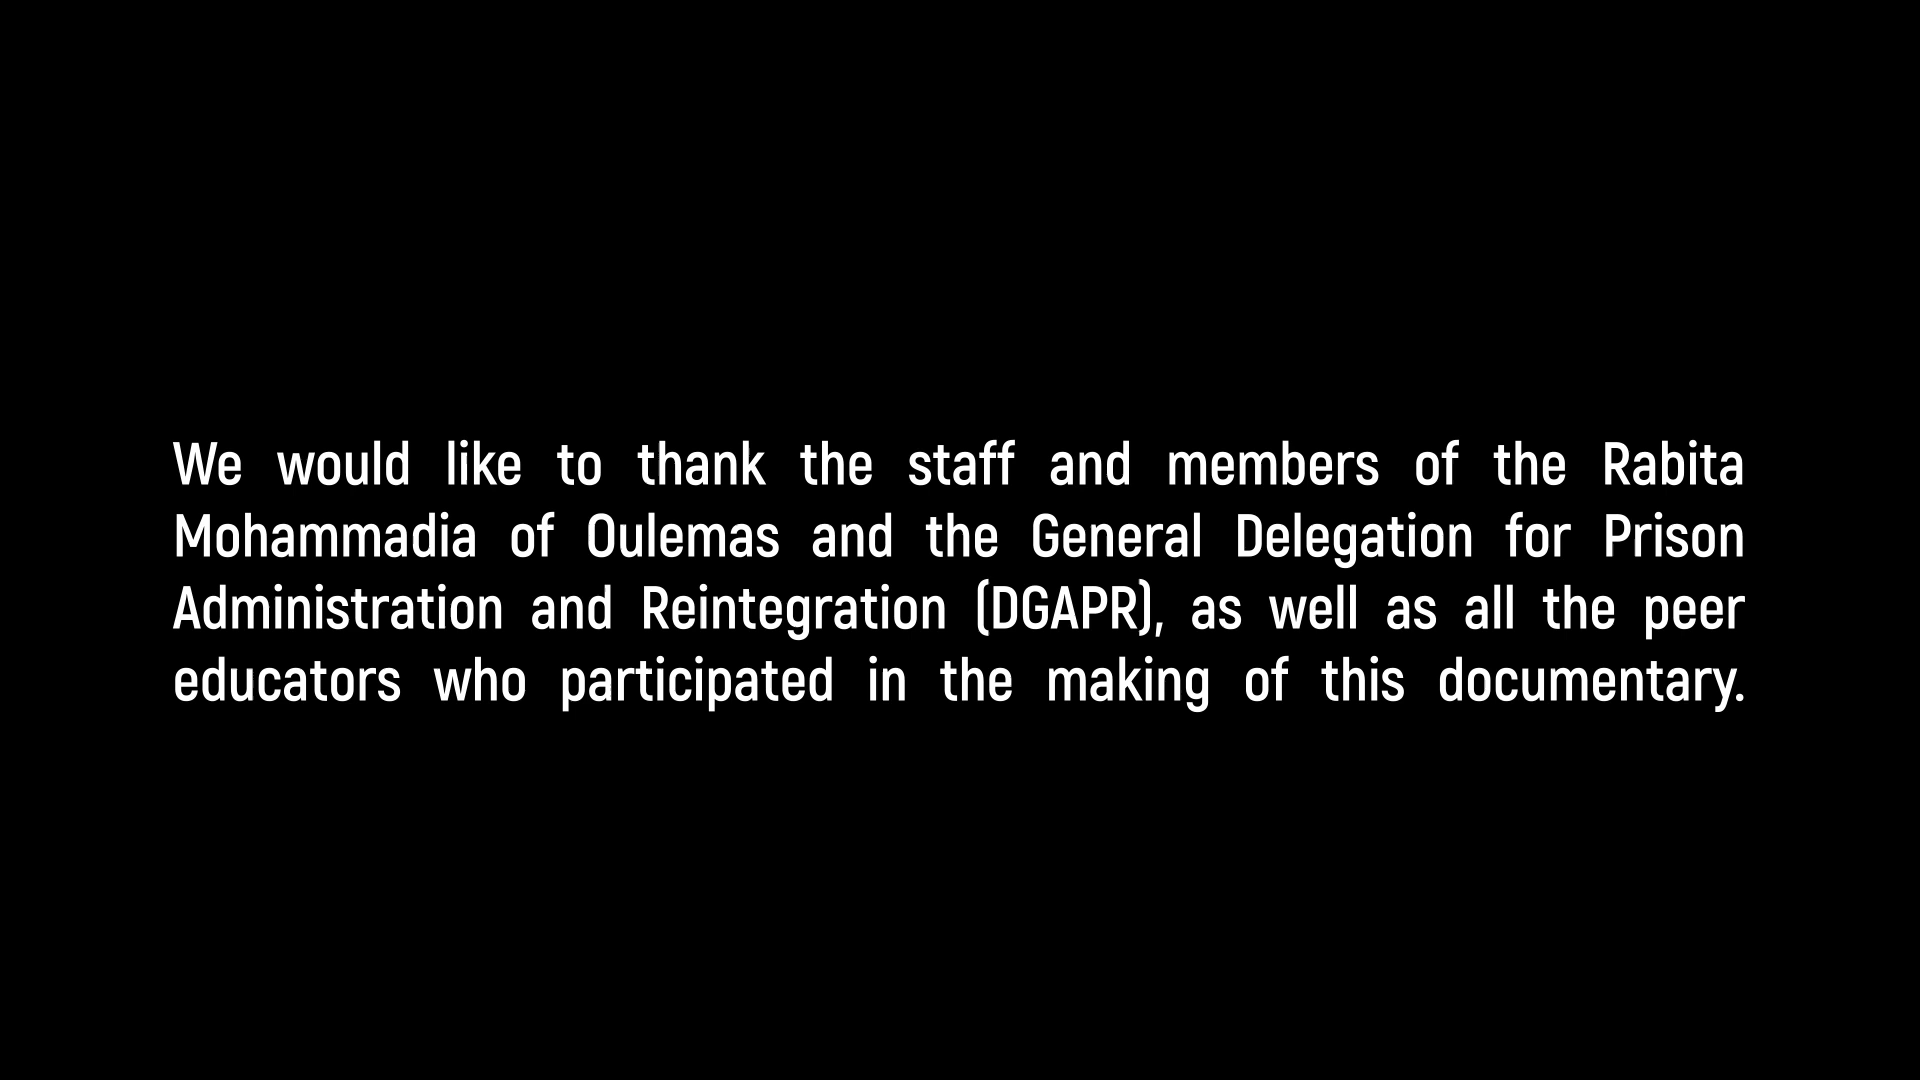 We would like to thank the staff and members of the Rabita
Mohammadia of Oulemas and the General Delegation for Prison
Administration and Reintegration (DGAPR), as well as all the peer
educators who participated in the making of this documentary.